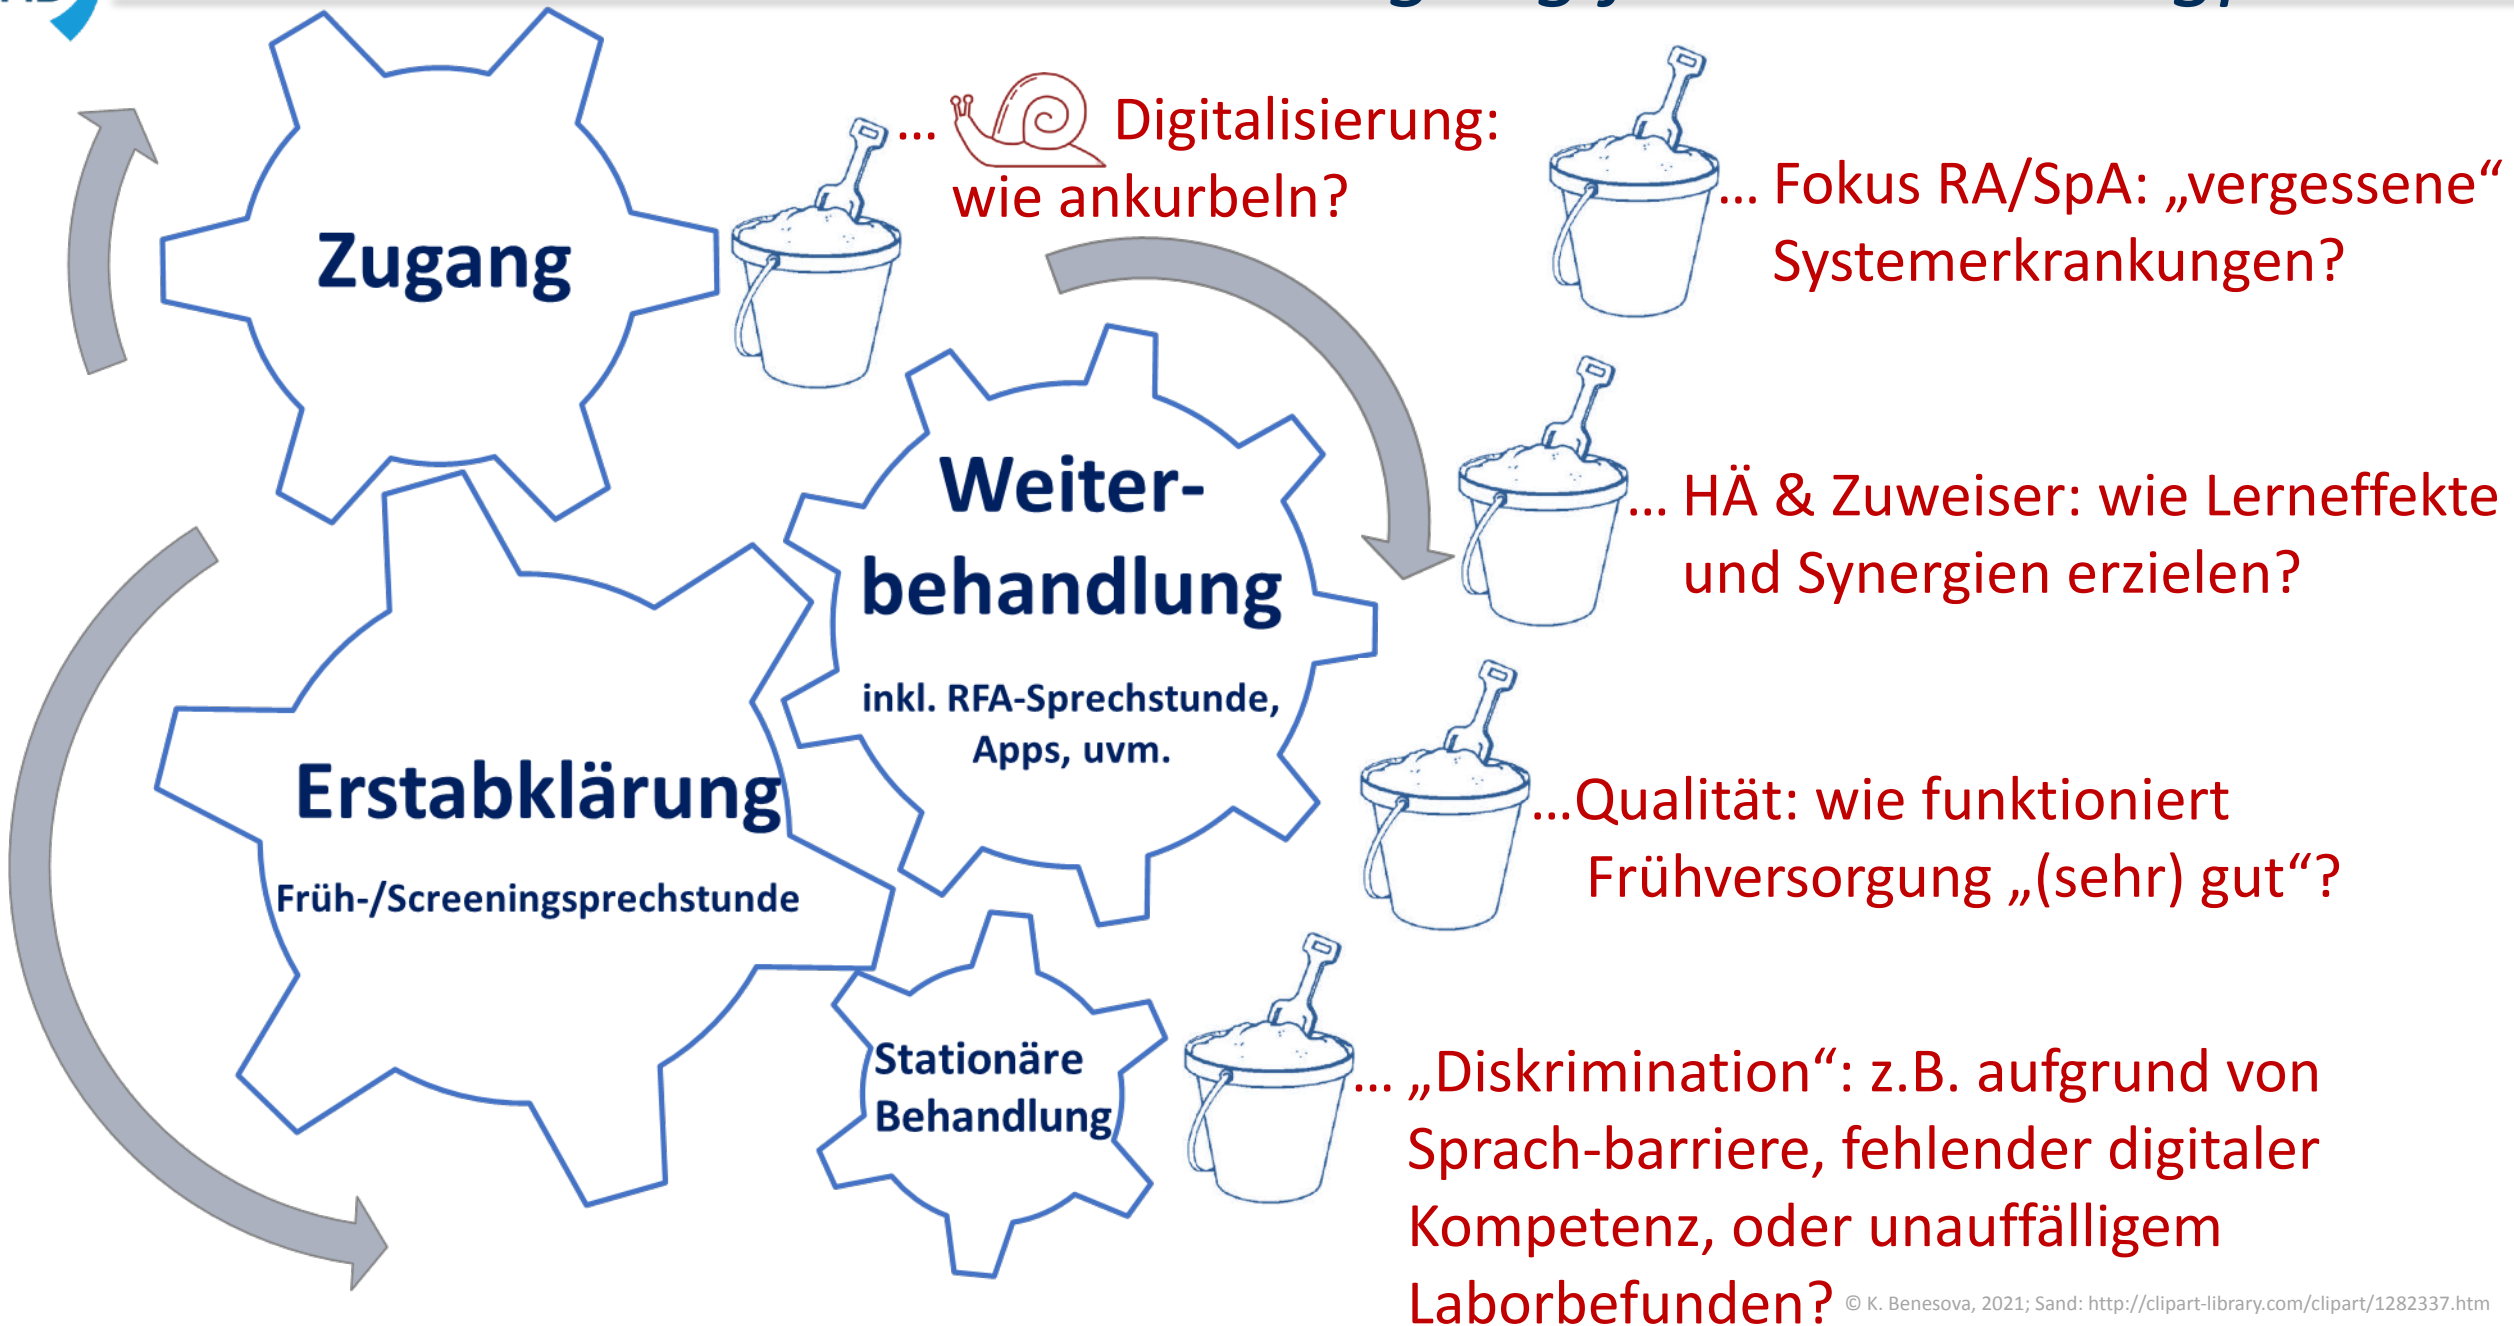 Zugang
... Digitalisierung:
wie ankurbeln?
... Fokus RA/SpA: „vergessene“
Systemerkrankungen?
Weiter-
behandlung
inkl. RFA-Sprechstunde,
Apps, uvm.
... HÄ & Zuweiser: wie Lerneffekte
und Synergien erzielen?
Erstabklärung
Früh-/Screeningsprechstunde
...Qualität: wie funktioniert
Frühversorgung „(sehr) gut“?
Stationäre
Behandlung
... „Diskrimination“: z.B. aufgrund von
Sprach-barriere, fehlender digitaler
Kompetenz, oder unauffälligem
Laborbefunden?
© K. Benesova, 2021; Sand: http://clipart-library.com/clipart/1282337.htm